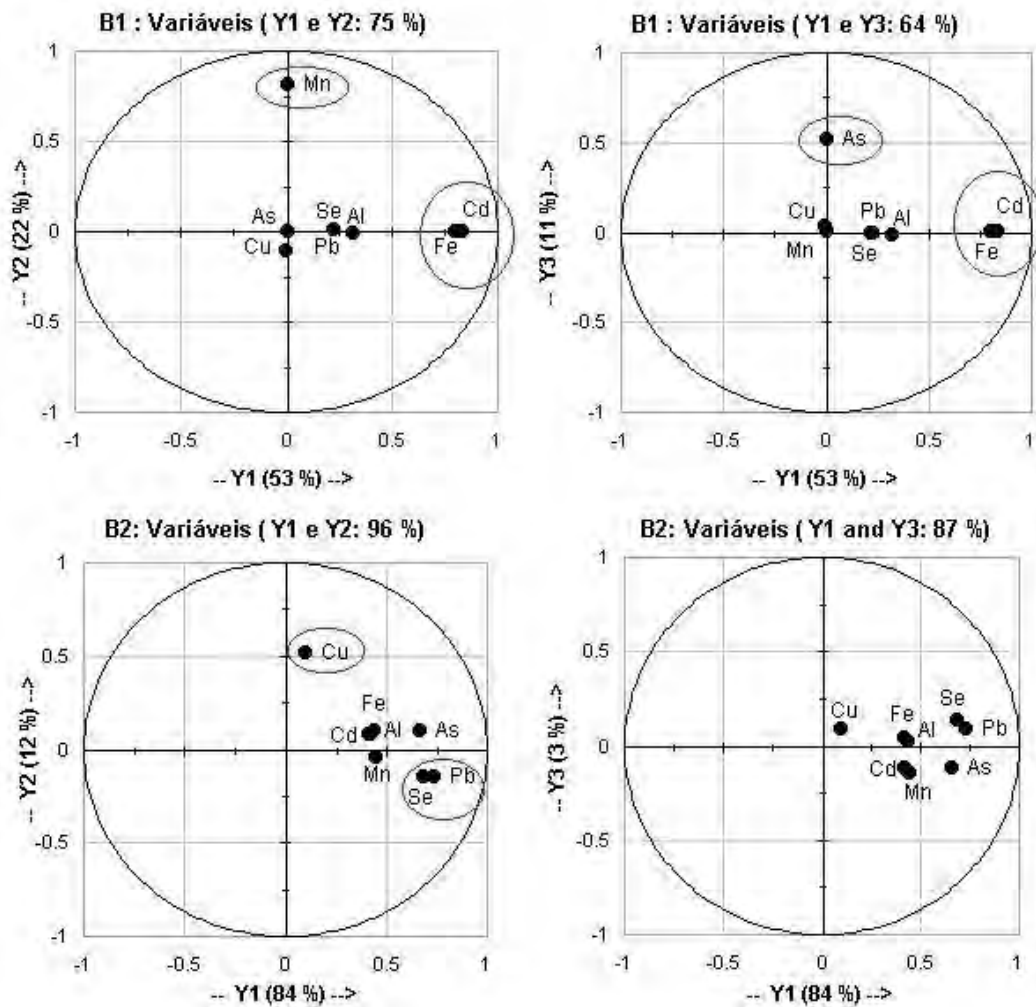 B1 : Variáveis ( Y1 e Y2: 75 %)
1
0.5
0
-0.5
-1
-- Y2 (22 %) -->
Mn
As
Se
Al
Cd
Cu
Pb
Fe
-1
-0.5
0
0.5
1
-- Y1 (53 %) -->
B1 : Variáveis ( Y1 e Y3: 64 %)
1
0.5
0
-0.5
-1
-- Y3 (11 %) -->
As
Cu
Pb
Al
Cd
Mn
Se
Fe
-1
-0.5
0
0.5
1
-- Y1 (53 %) -->
B2: Variáveis ( Y1 e Y2: 96 %)
1
0.5
0
-0.5
-1
-- Y2 (12 %) -->
Cu
Fe
Cd
Al
As
Mn
Se
Pb
-1
-0.5
0
0.5
1
-- Y1 (84 %) -->
B2: Variáveis ( Y1 and Y3: 87 %)
1
0.5
0
-0.5
-1
-- Y3 (3 %) -->
Cu
Fe
Al
Se
Pb
Cd
Mn
As
-1
-0.5
0
0.5
1
-- Y1 (84 %) -->